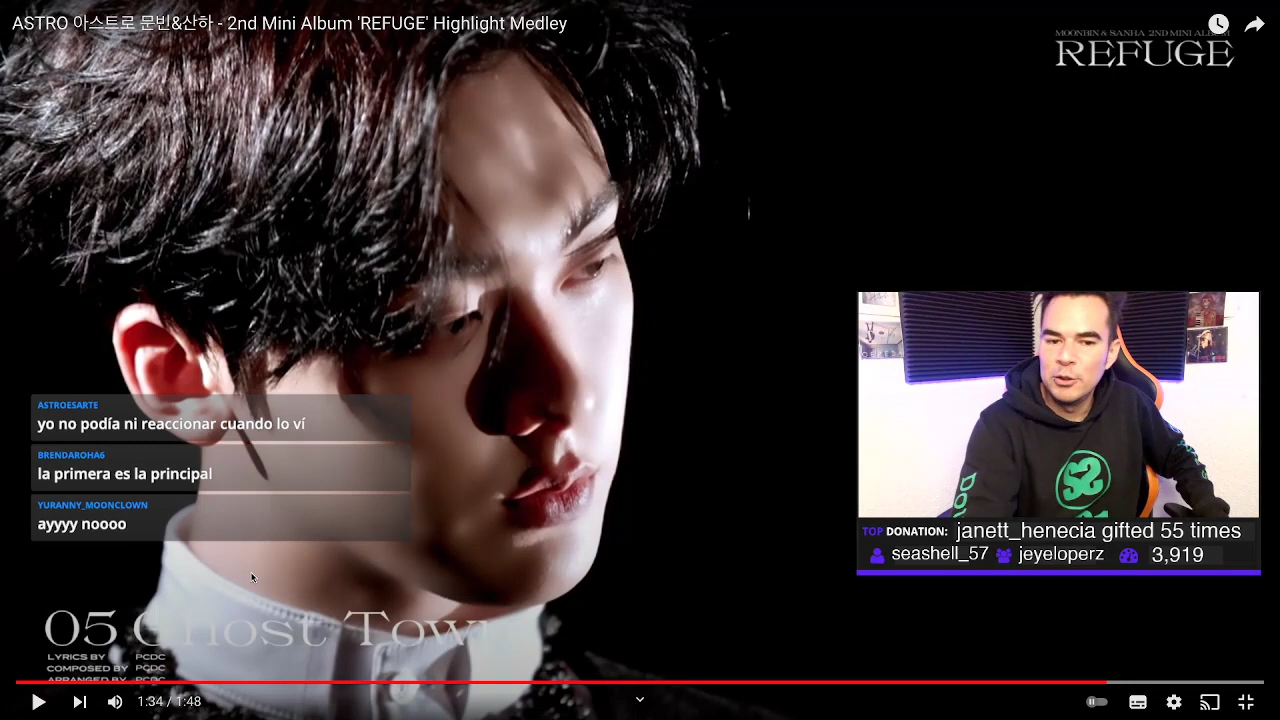 ASTRO 아스트로 문빈&산하 - 2nd Mini Album 'REFUGE' Highlight Medley
MOONBIN & SANHA 2ND MINI ALBUM
REFUGE
ASTROESARTE
yo no podía ni reaccionar cuando lo ví
BRENDAROHA6
la primera es la principal
YURANNY_MOONCLOWN
ayyyy noooo
TOP DONATION: janett_henecia gifted 55 times
seashell_57 jeyeloperz 3,919
05 Ghost Town
LYRICS BY PCDC
COMPOSED BY PCDC
ARRANGED BY PCDC
1:34 / 1:48